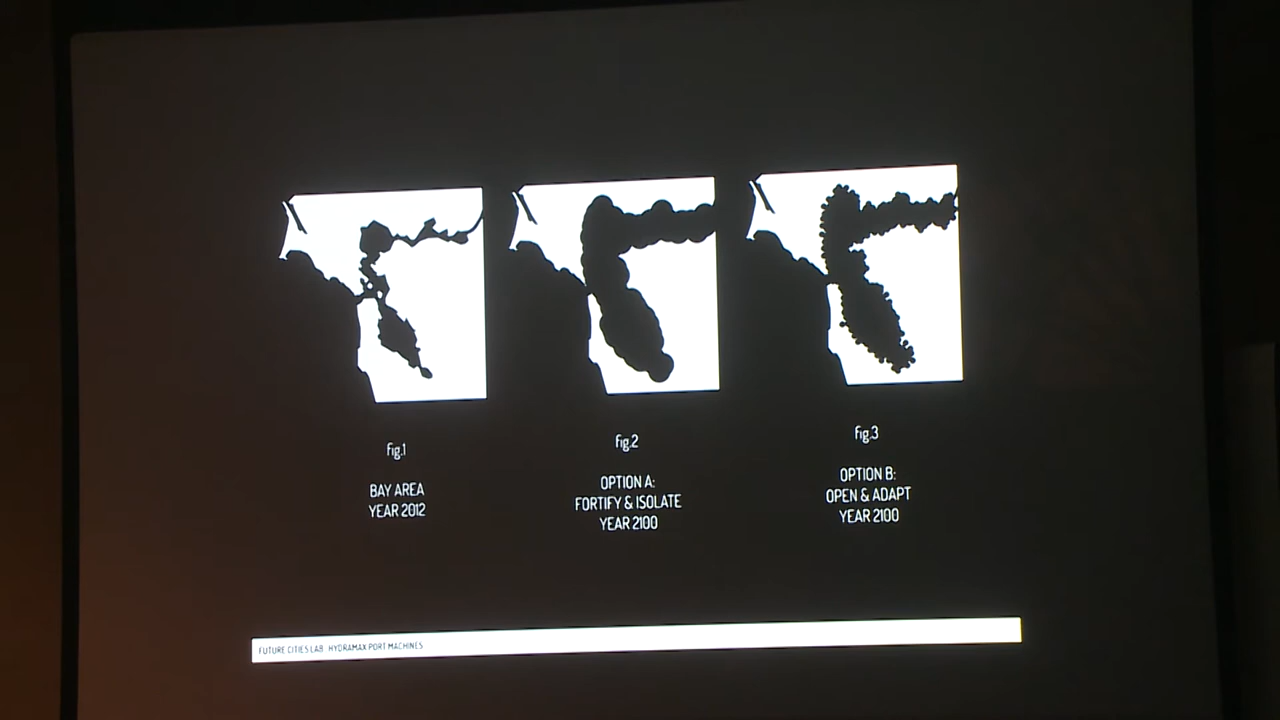 fig.1
BAY AREA
YEAR 2012
fig.2
OPTION A:
FORTIFY & ISOLATE
YEAR 2100
fig.3
OPTION B:
OPEN & ADAPT
YEAR 2100
FUTURE CITIES LAB HYDRAMAX PORT MACHINES